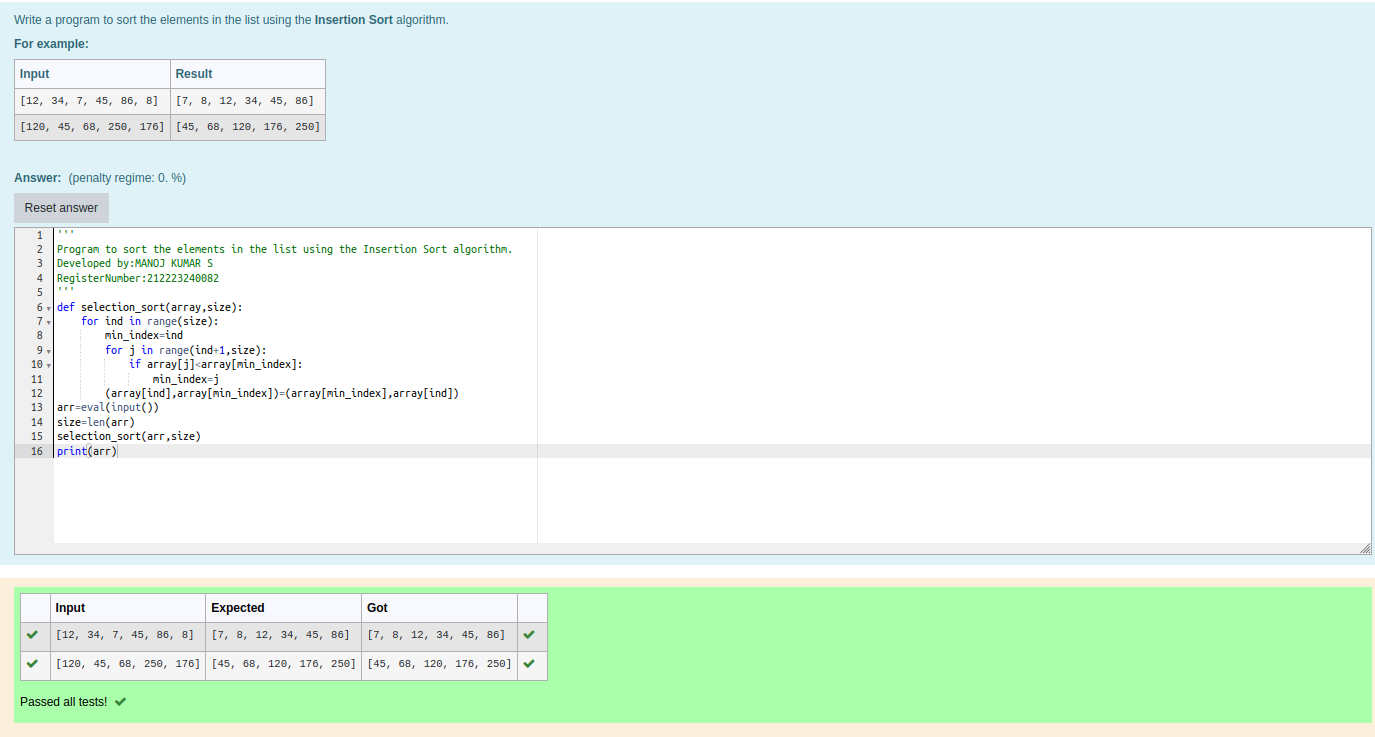 Write a program to sort the elements in the list using the Insertion Sort algorithm.
For example:
Input Result
[12, 34, 7, 45, 86, 8] [7, 8, 12, 34, 45, 86]
[120, 45, 68, 250, 176] [45, 68, 120, 176, 250]
Answer: (penalty regime: 0. %)
Reset answer
1 '''
2 Program to sort the elements in the list using the Insertion Sort algorithm.
3 Developed by:MANOJ KUMAR S
4 RegisterNumber:212223240082
5 '''
6 def selection_sort(array,size):
7     for ind in range(size):
8         min_index=ind
9         for j in range(ind+1,size):
10             if array[j]<array[min_index]:
11                 min_index=j
12         (array[ind],array[min_index])=(array[min_index],array[ind])
13 arr=eval(input())
14 size=len(arr)
15 selection_sort(arr,size)
16 print(arr)
Input Expected Got
[12, 34, 7, 45, 86, 8] [7, 8, 12, 34, 45, 86] [7, 8, 12, 34, 45, 86]
[120, 45, 68, 250, 176] [45, 68, 120, 176, 250] [45, 68, 120, 176, 250]
Passed all tests!